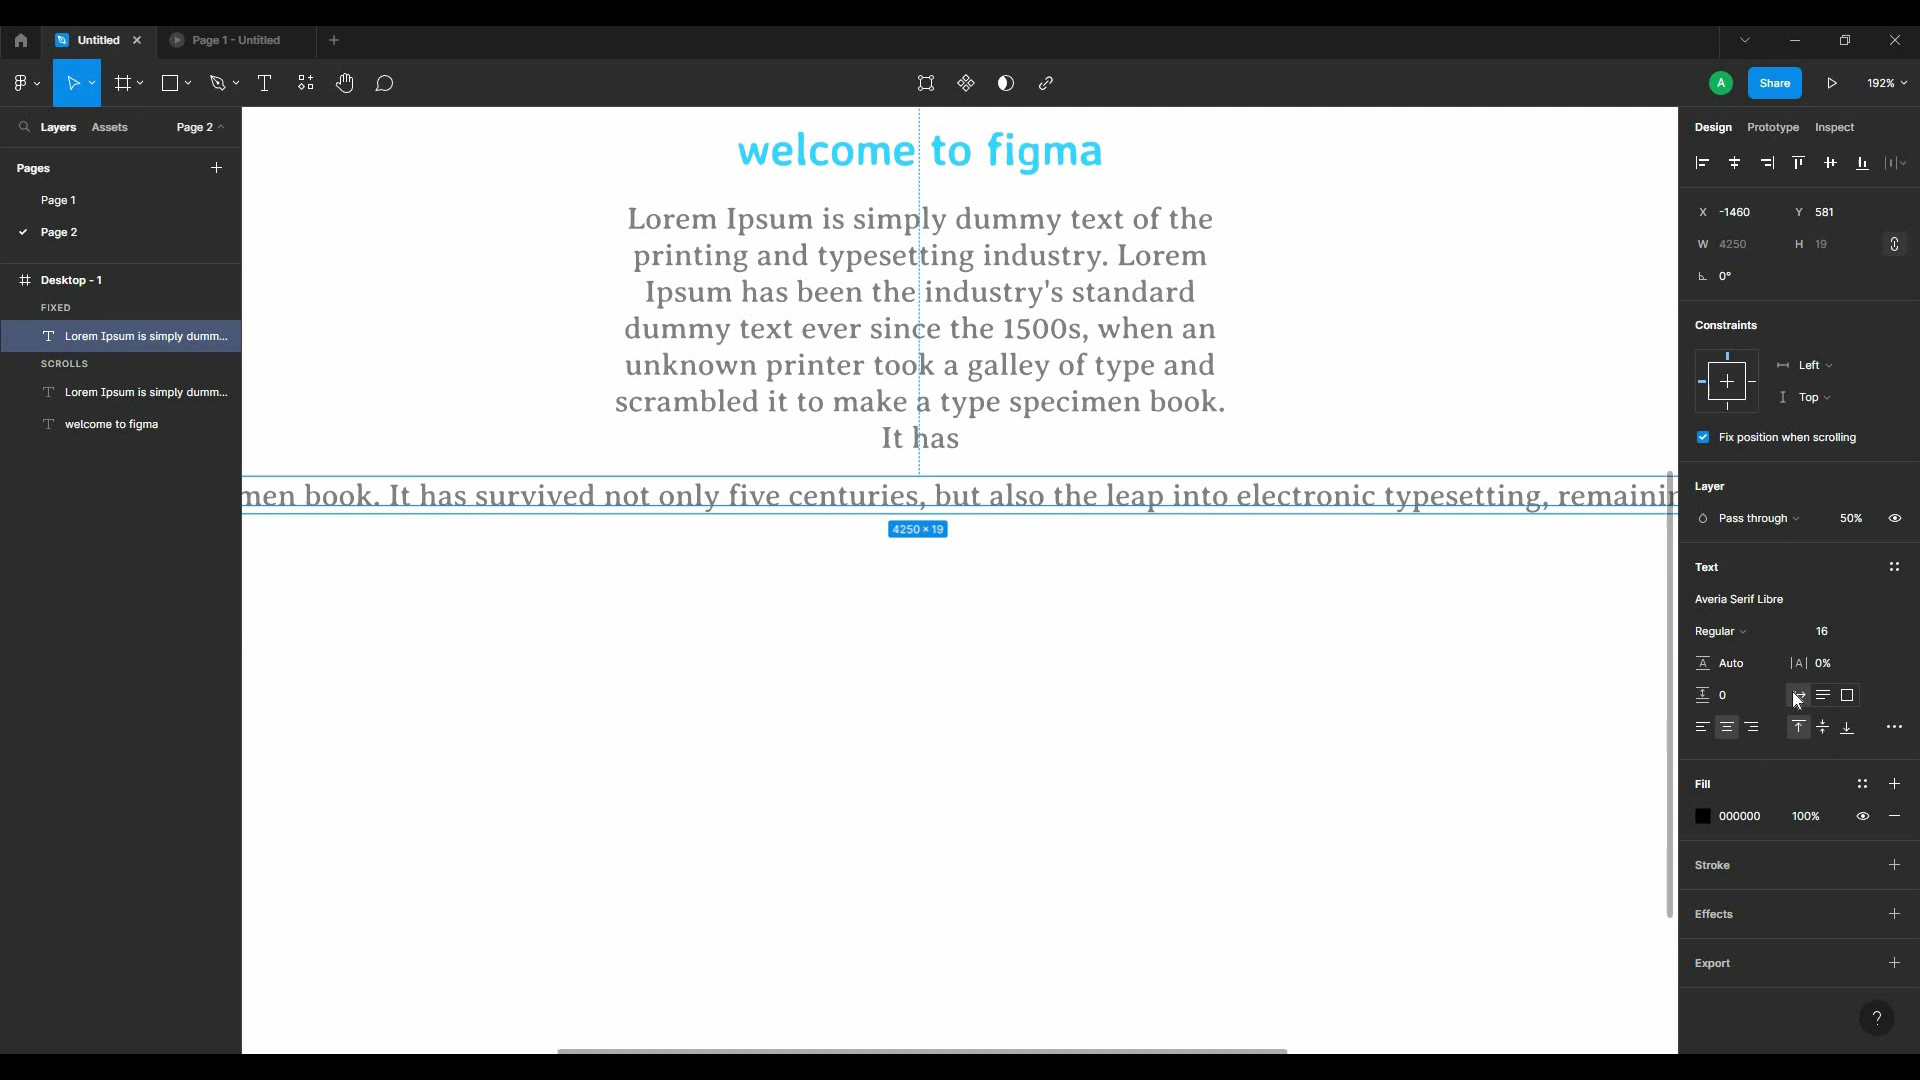 Untitled
Page 1 - Untitled
A
Share
192%
Layers
Assets
Page 2
Design
Prototype
Inspect
Pages
Page 1
Page 2
Desktop - 1
FIXED
Lorem Ipsum is simply dumm...
SCROLLS
Lorem Ipsum is simply dumm...
welcome to figma
welcome to figma
Lorem Ipsum is simply dummy text of the
printing and typesetting industry. Lorem
Ipsum has been the industry's standard
dummy text ever since the 1500s, when an
unknown printer took a galley of type and
scrambled it to make a type specimen book.
It has
men book. It has survived not only five centuries, but also the leap into electronic typesetting, remainin
4250 × 19
X -1460 Y 581
W 4250 H 19
0°
Constraints
Left
Top
Fix position when scrolling
Layer
Pass through 50%
Text
Averia Serif Libre
Regular 16
A Auto |A| 0%
0
Fill
000000 100%
Stroke
Effects
Export
?